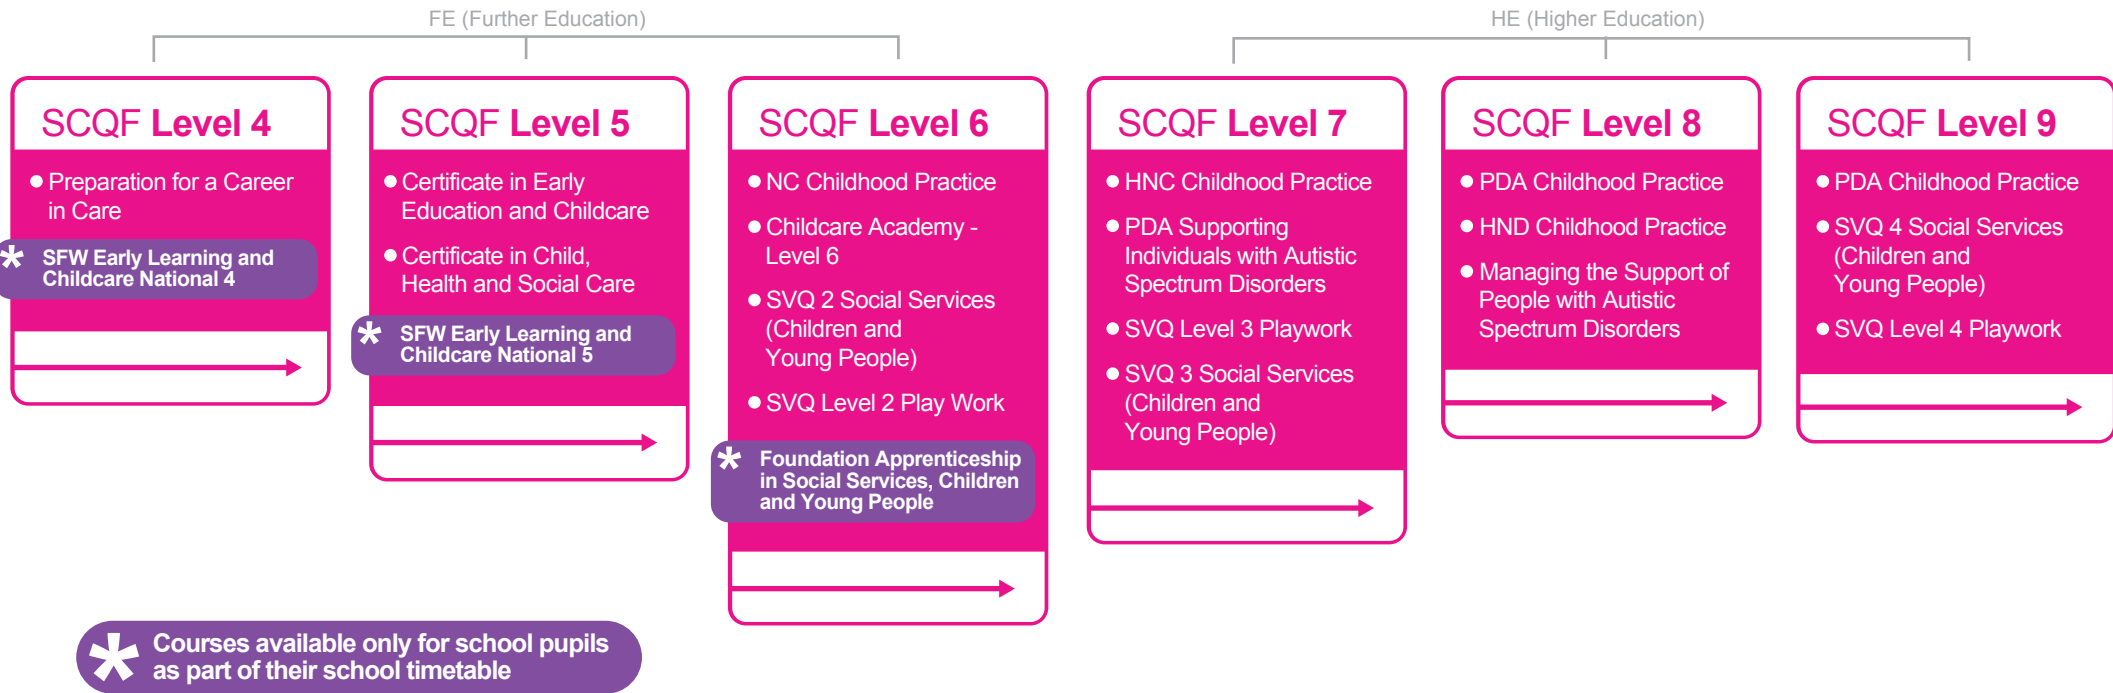 FE (Further Education)
HE (Higher Education)
SCQF Level 4
● Preparation for a Career
in Care
* SFW Early Learning and
Childcare National 4
SCQF Level 5
● Certificate in Early
Education and Childcare
● Certificate in Child,
Health and Social Care
* SFW Early Learning and
Childcare National 5
SCQF Level 6
● NC Childhood Practice
● Childcare Academy -
Level 6
● SVQ 2 Social Services
(Children and
Young People)
● SVQ Level 2 Play Work
* Foundation Apprenticeship
in Social Services, Children
and Young People
SCQF Level 7
● HNC Childhood Practice
● PDA Supporting
Individuals with Autistic
Spectrum Disorders
● SVQ Level 3 Playwork
● SVQ 3 Social Services
(Children and
Young People)
SCQF Level 8
● PDA Childhood Practice
● HND Childhood Practice
● Managing the Support of
People with Autistic
Spectrum Disorders
SCQF Level 9
● PDA Childhood Practice
● SVQ 4 Social Services
(Children and
Young People)
● SVQ Level 4 Playwork
* Courses available only for school pupils
as part of their school timetable